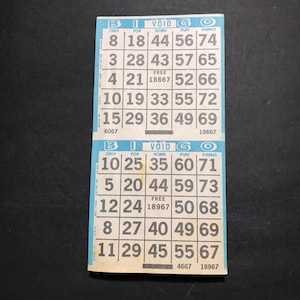 B I VOID G O
8 18 44 56 74
3 28 43 57 65
FREE
4 21 18667 52 66
10 19 33 55 72
15 29 36 49 69
6067 18667
B I VOID G O
10 25 35 60 71
5 20 44 59 73
FREE
12 24 18967 50 68
8 27 40 49 69
11 29 45 55 67
4667 18967